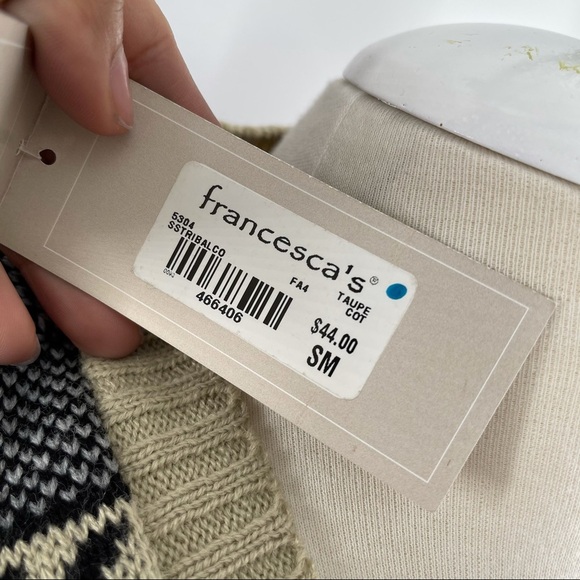 francesca's®
5304
SSTRIBALCO
FA4
TAUPE
COT
466406
$44.00
SM